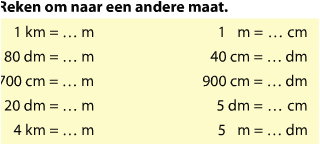 Reken om naar een andere maat.
1 km = … m 1 m = … cm
80 dm = … m 40 cm = … dm
700 cm = … m 900 cm = … dm
20 dm = … m 5 dm = … cm
4 km = … m 5 m = … dm